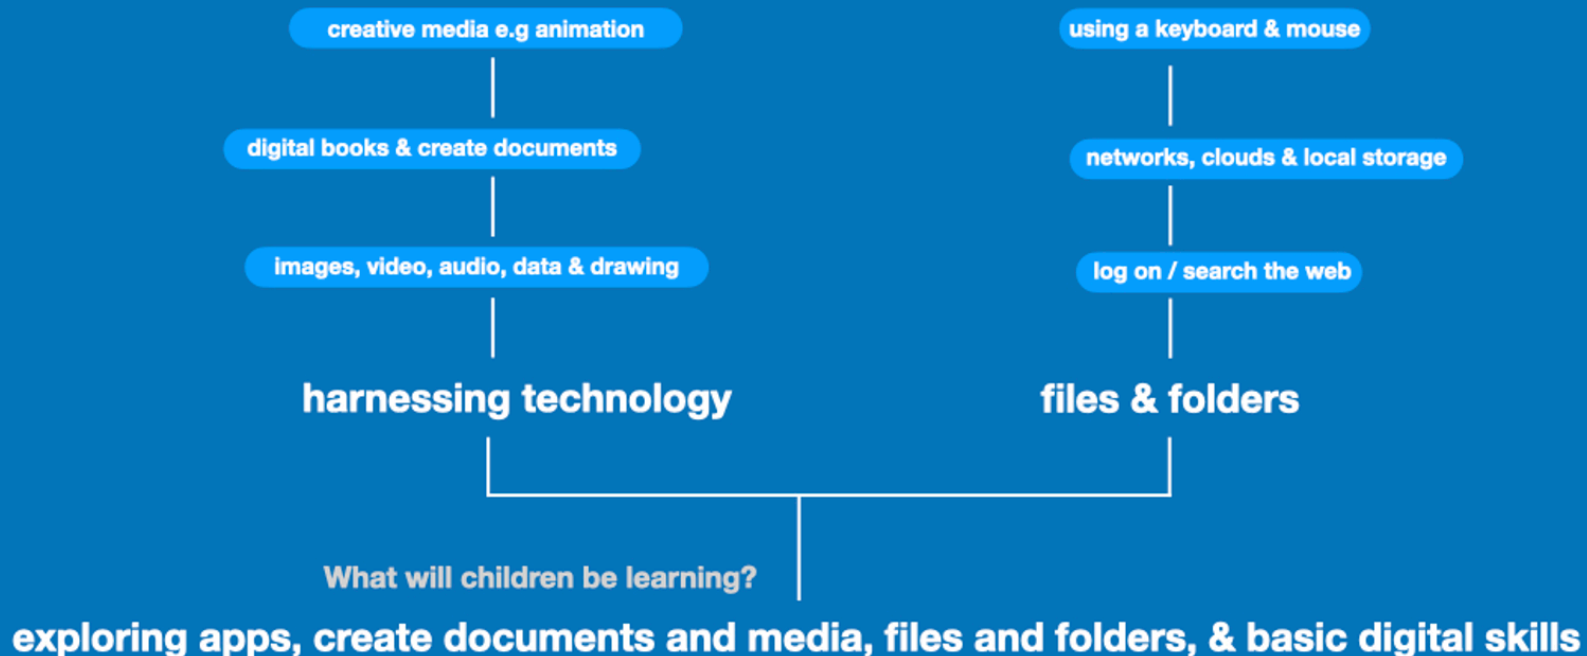 creative media e.g animation
using a keyboard & mouse
digital books & create documents
networks, clouds & local storage
images, video, audio, data & drawing
log on / search the web
harnessing technology
files & folders
What will children be learning?
exploring apps, create documents and media, files and folders, & basic digital skills